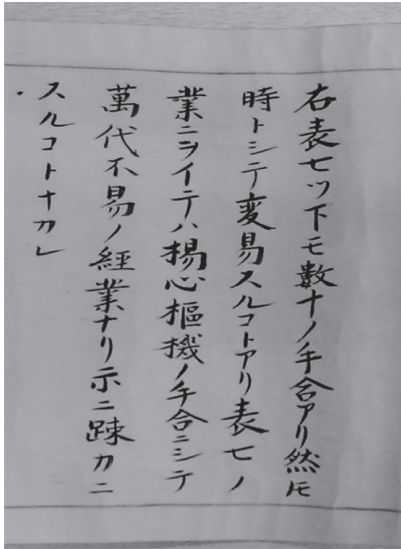 右表七ツ下モ數十ノ手合アリ然𪜈
時トシテ変易スルコトアリ表七ノ
業ニヲイテハ揚心樞機ノ手合ニシテ
萬代不易ノ經業ナリ示ニ踈カニ
スルコトナカレ